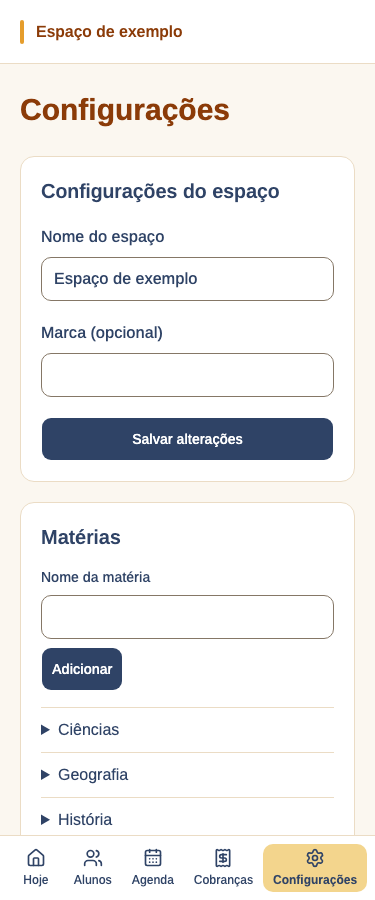 Espaço de exemplo
Configurações
Configurações do espaço
Nome do espaço
Espaço de exemplo
Marca (opcional)
Salvar alterações
Matérias
Nome da matéria
Adicionar
Ciências
Geografia
História
Hoje
Alunos
Agenda
Cobranças
Configurações